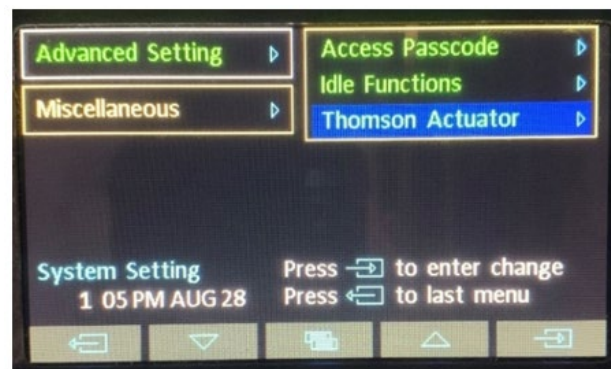 Advanced Setting
Miscellaneous
Access Passcode
Idle Functions
Thomson Actuator
System Setting
1 05 PM AUG 28
Press to enter change
Press to last menu